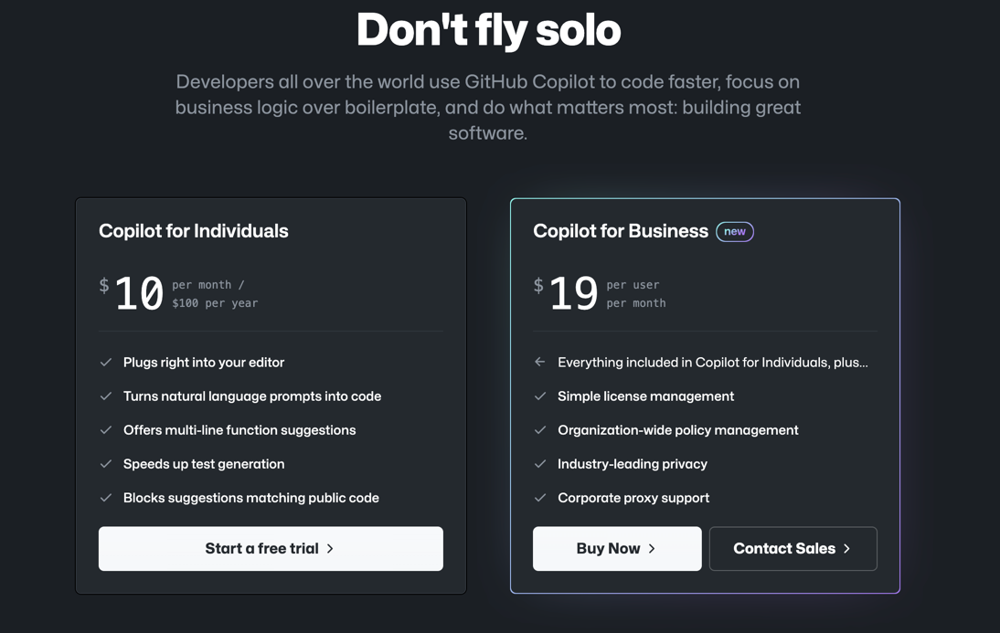 Don't fly solo
Developers all over the world use GitHub Copilot to code faster, focus on
business logic over boilerplate, and do what matters most: building great
software.
Copilot for Individuals
$10 per month /
$100 per year
Plugs right into your editor
Turns natural language prompts into code
Offers multi-line function suggestions
Speeds up test generation
Blocks suggestions matching public code
Start a free trial
Copilot for Business new
$19 per user
per month
Everything included in Copilot for Individuals, plus...
Simple license management
Organization-wide policy management
Industry-leading privacy
Corporate proxy support
Buy Now
Contact Sales